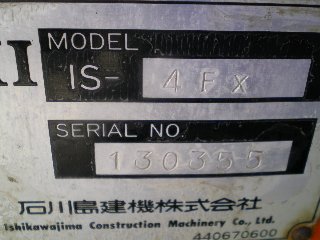 MODEL
IS- 4FX
SERIAL NO.
130355
石川島建機株式会社
Ishikawajima Construction Machinery Co., Ltd.
440670600